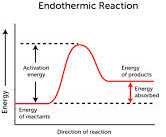 Endothermic Reaction
Activation
energy
Energy
of products
Energy
absorbed
Energy
Energy of reactants
Direction of reaction